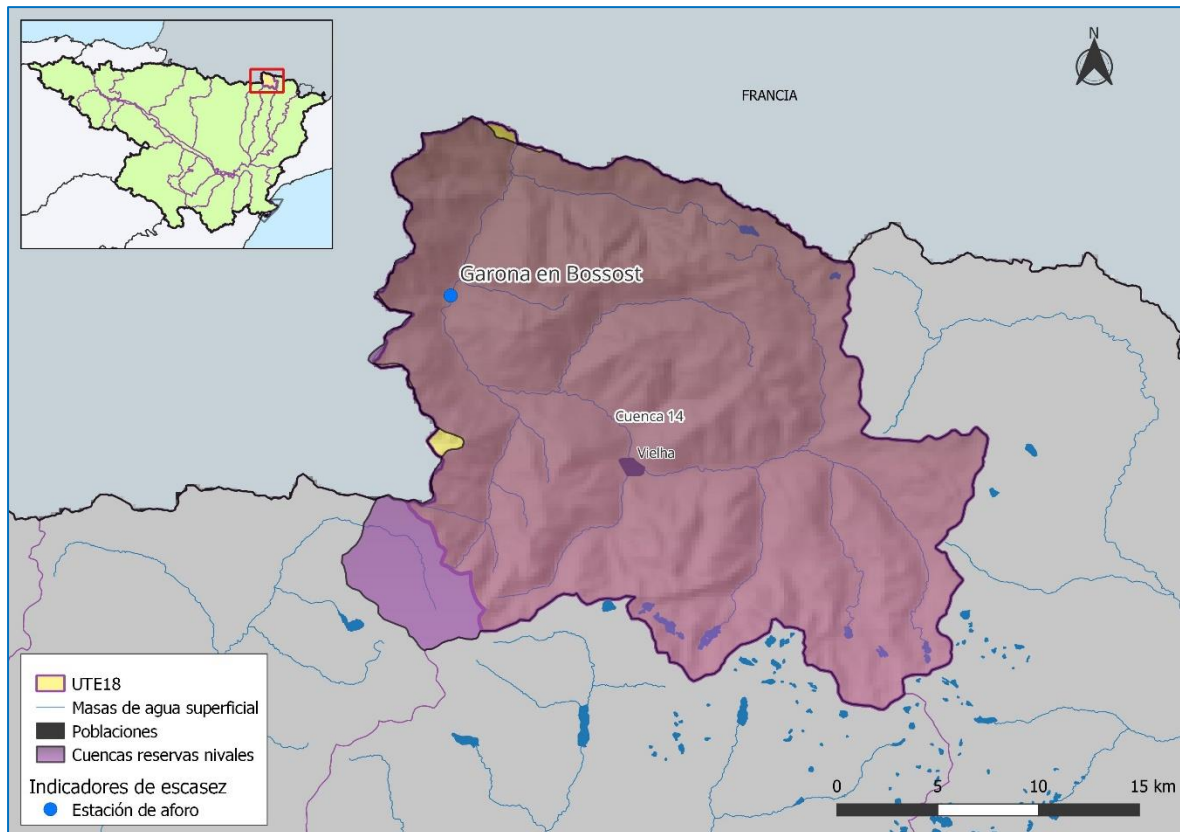 N
FRANCIA
Garona en Bossost
Cuenca 14
Vielha
UTE18
Masas de agua superficial
Poblaciones
Cuencas reservas nivales
Indicadores de escasez
Estación de aforo
0 5 10 15 km